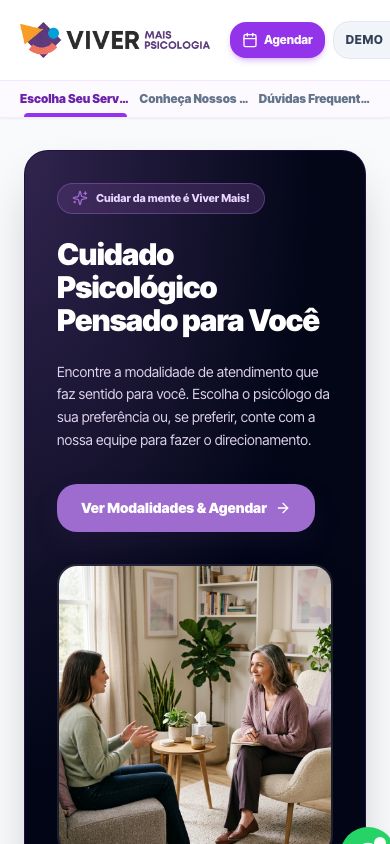 VIVER MAIS PSICOLOGIA
Agendar
DEMO
Escolha Seu Serv...
Conheça Nossos ...
Dúvidas Frequent...
Cuidar da mente é Viver Mais!
Cuidado
Psicológico
Pensado para Você
Encontre a modalidade de atendimento que
faz sentido para você. Escolha o psicólogo da
sua preferência ou, se preferir, conte com a
nossa equipe para fazer o direcionamento.
Ver Modalidades & Agendar